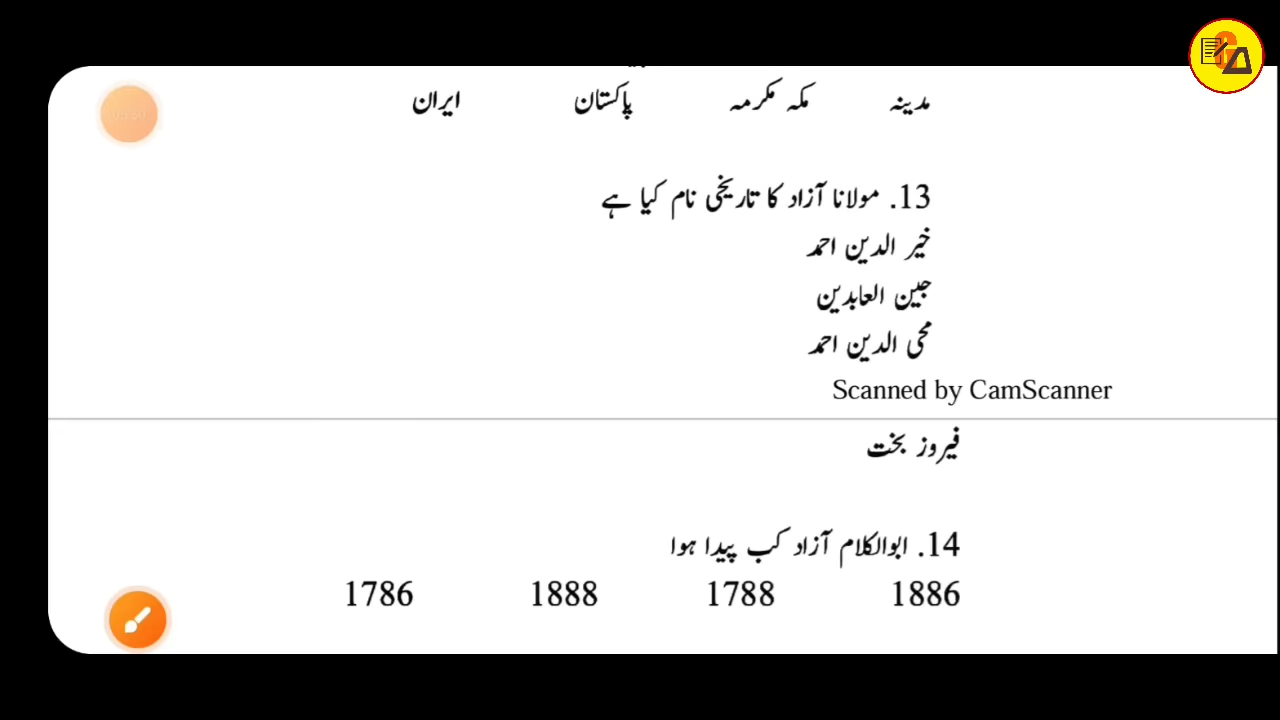 مدینہ مکہ مکرمہ پاکستان ایران
13. مولانا آزاد کا تاریخی نام کیا ہے
خیر الدین احمد
جین العابدین
محی الدین احمد
Scanned by CamScanner
فیروز بخت
14. ابوالکلام آزاد کب پیدا ہوا
1886 1788 1888 1786